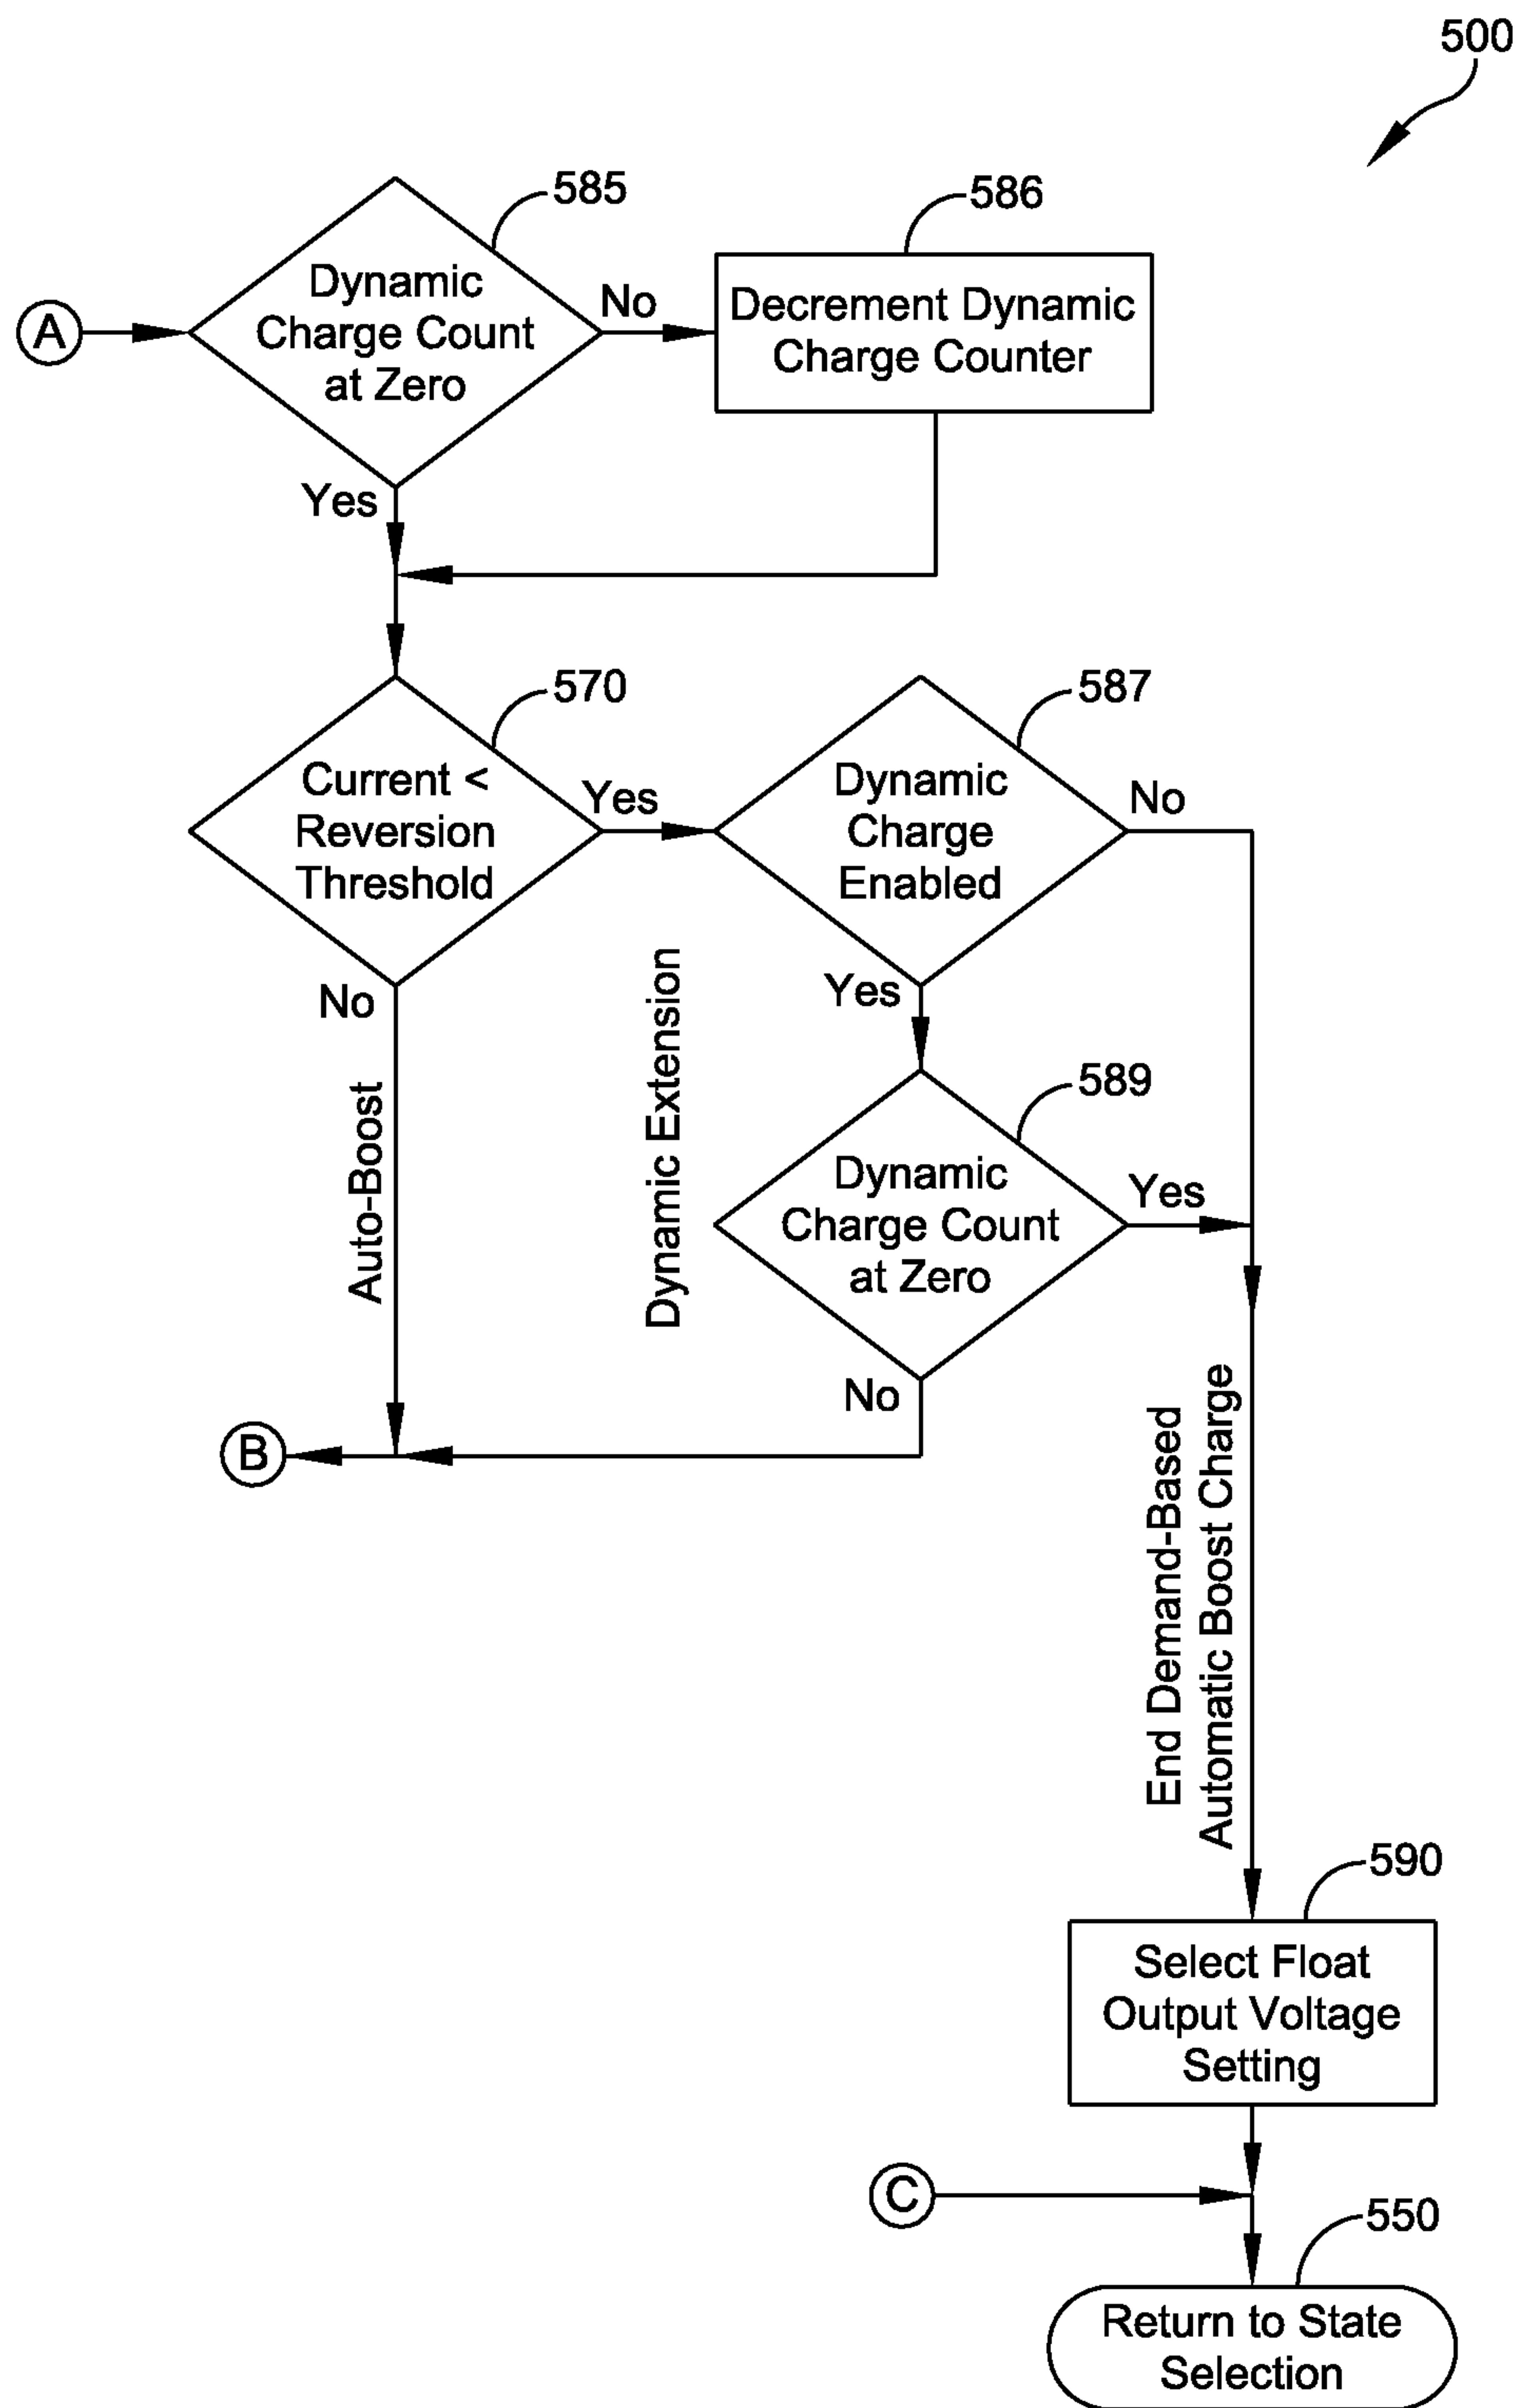 500
585
586
Dynamic
Charge Count
at Zero
No
Decrement Dynamic
Charge Counter
A
Yes
570
587
Current <
Reversion
Threshold
Yes
Dynamic
Charge
Enabled
No
No
Yes
Auto-Boost
Dynamic Extension
589
Dynamic
Charge Count
at Zero
Yes
No
B
End Demand-Based
Automatic Boost Charge
590
Select Float
Output Voltage
Setting
C
550
Return to State
Selection